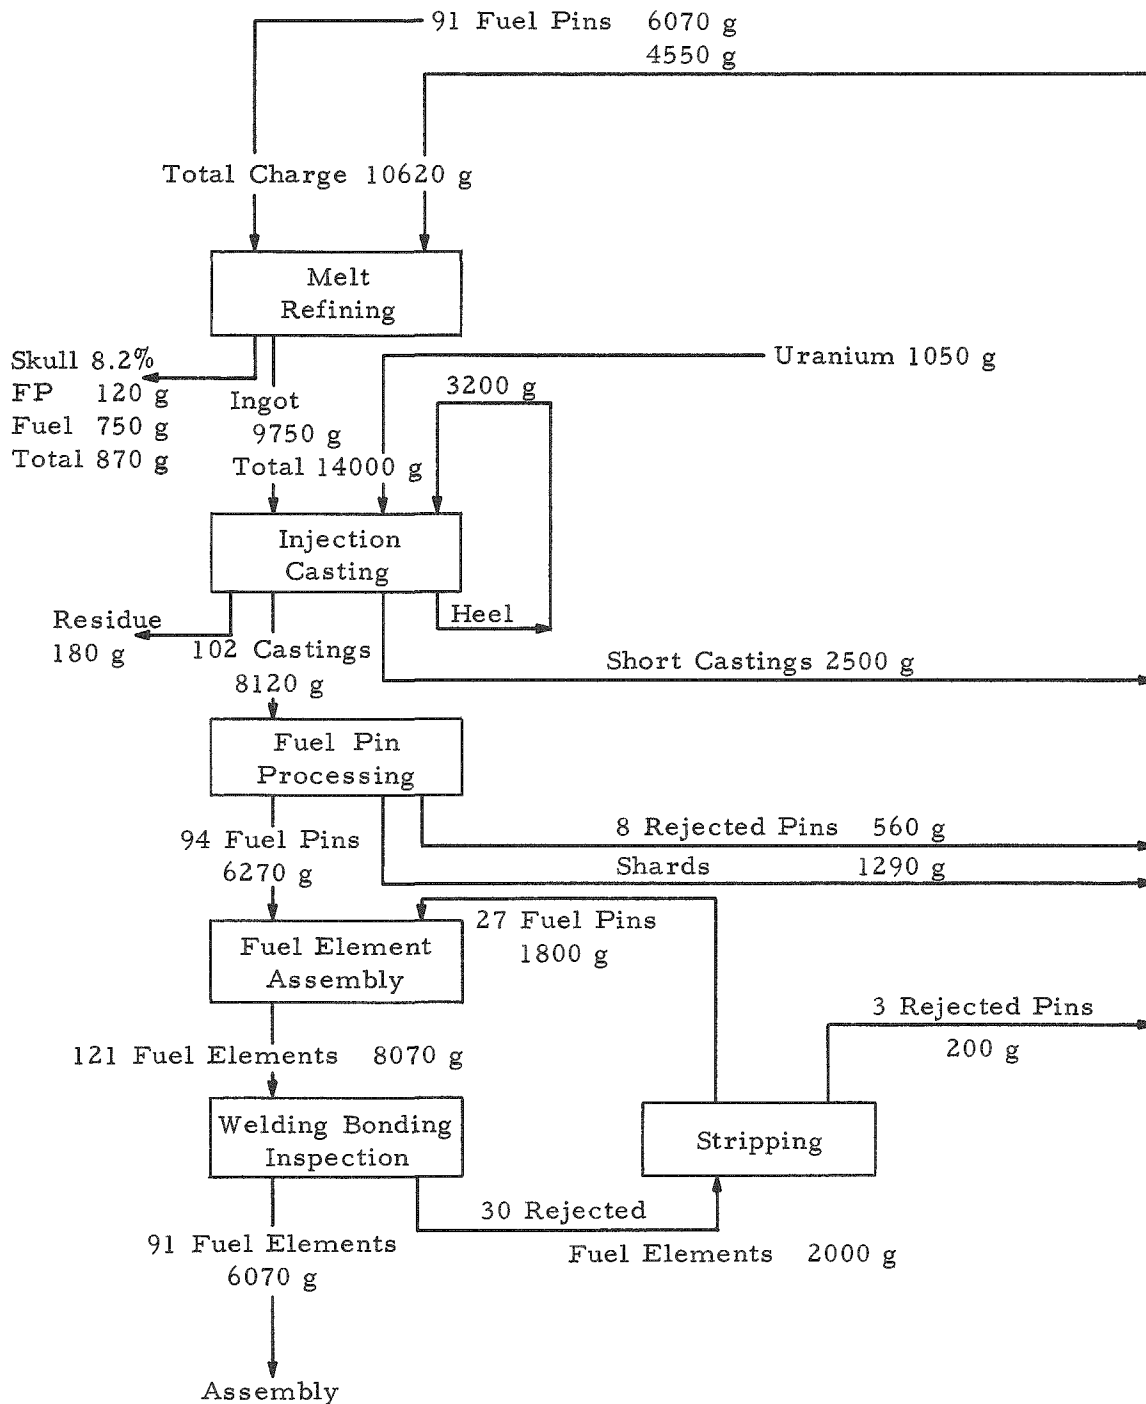 91 Fuel Pins 6070 g
4550 g
Total Charge 10620 g
Melt
Refining
Skull 8.2%
FP 120 g
Fuel 750 g
Total 870 g
Ingot
9750 g
Total 14000 g
Uranium 1050 g
3200 g
Injection
Casting
Residue
180 g
102 Castings
8120 g
Heel
Short Castings 2500 g
Fuel Pin
Processing
94 Fuel Pins
6270 g
8 Rejected Pins 560 g
Shards 1290 g
27 Fuel Pins
1800 g
Fuel Element
Assembly
3 Rejected Pins
200 g
121 Fuel Elements 8070 g
Welding Bonding
Inspection
Stripping
30 Rejected
Fuel Elements 2000 g
91 Fuel Elements
6070 g
Assembly